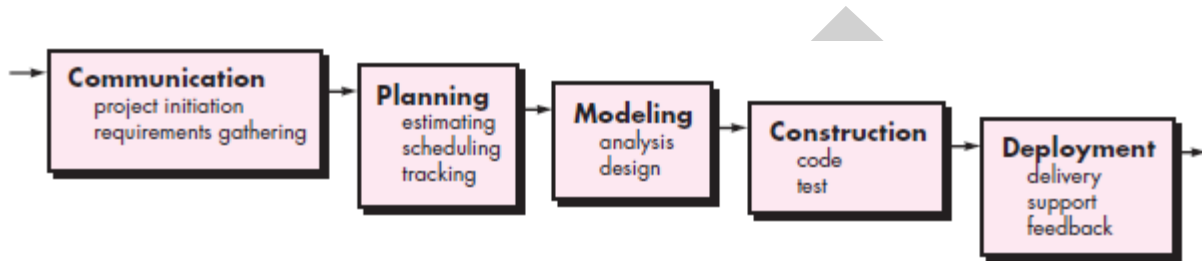 Communication
project initiation
requirements gathering
Planning
estimating
scheduling
tracking
Modeling
analysis
design
Construction
code
test
Deployment
delivery
support
feedback